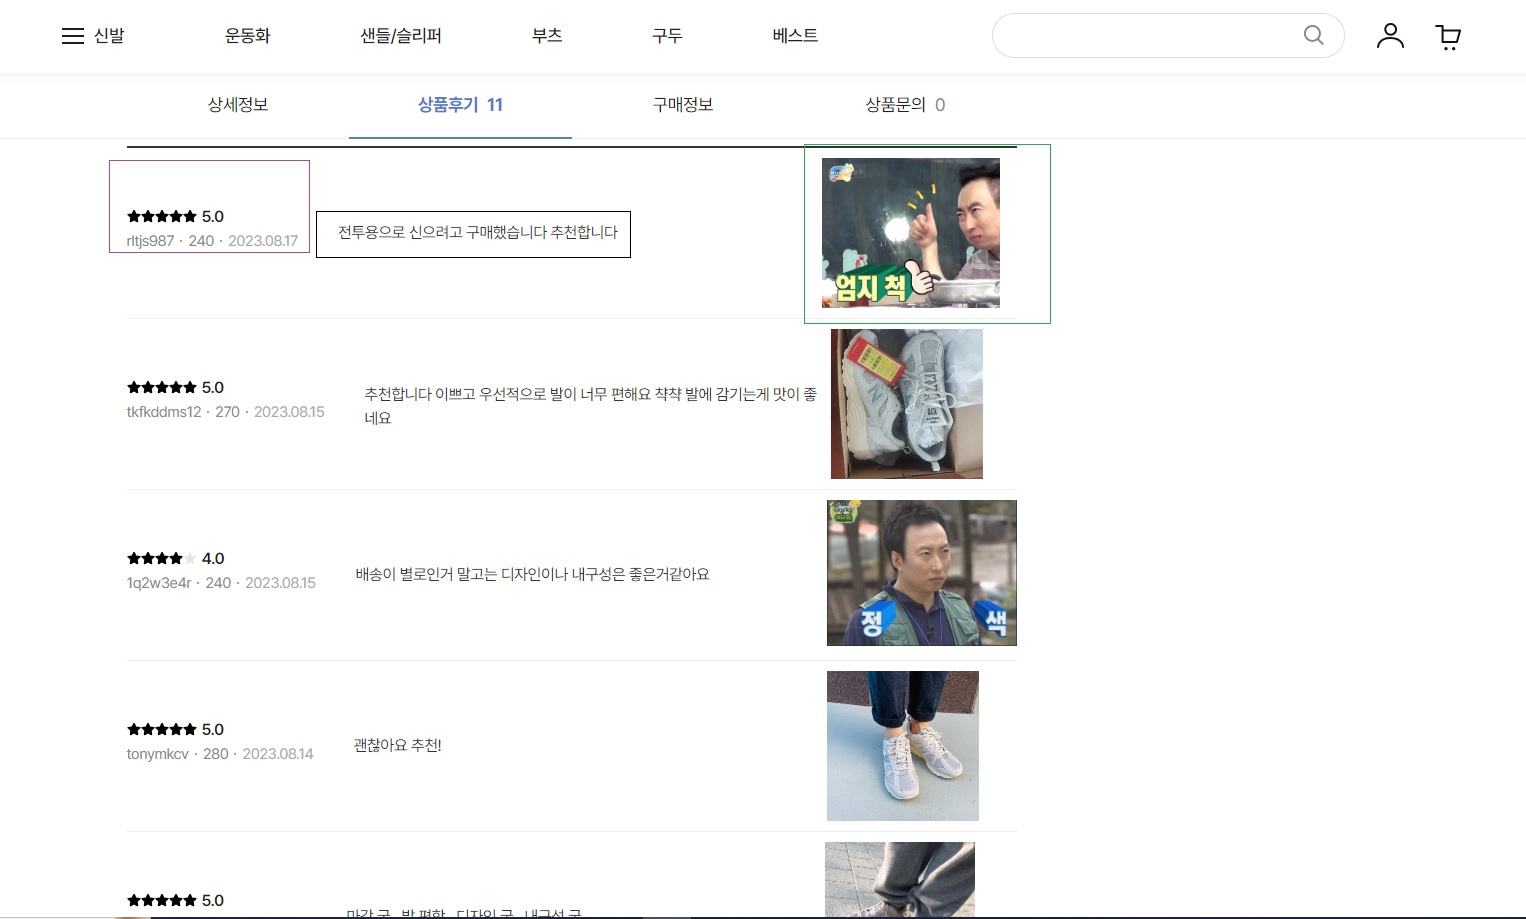 신발 운동화 샌들/슬리퍼 부츠 구두 베스트
상세정보 상품후기 11 구매정보 상품문의 0
★★★★★ 5.0
rltjs987 · 240 · 2023.08.17
전투용으로 신으려고 구매했습니다 추천합니다
엄지 척
★★★★★ 5.0
tkfkddms12 · 270 · 2023.08.15
추천합니다 이쁘고 우선적으로 발이 너무 편해요 챡챡 발에 감기는게 맛이 좋
네요
★★★★★ 4.0
1q2w3e4r · 240 · 2023.08.15
배송이 별로인거 말고는 디자인이나 내구성은 좋은거같아요
정 색
★★★★★ 5.0
tonymkcv · 280 · 2023.08.14
괜찮아요 추천!
★★★★★ 5.0